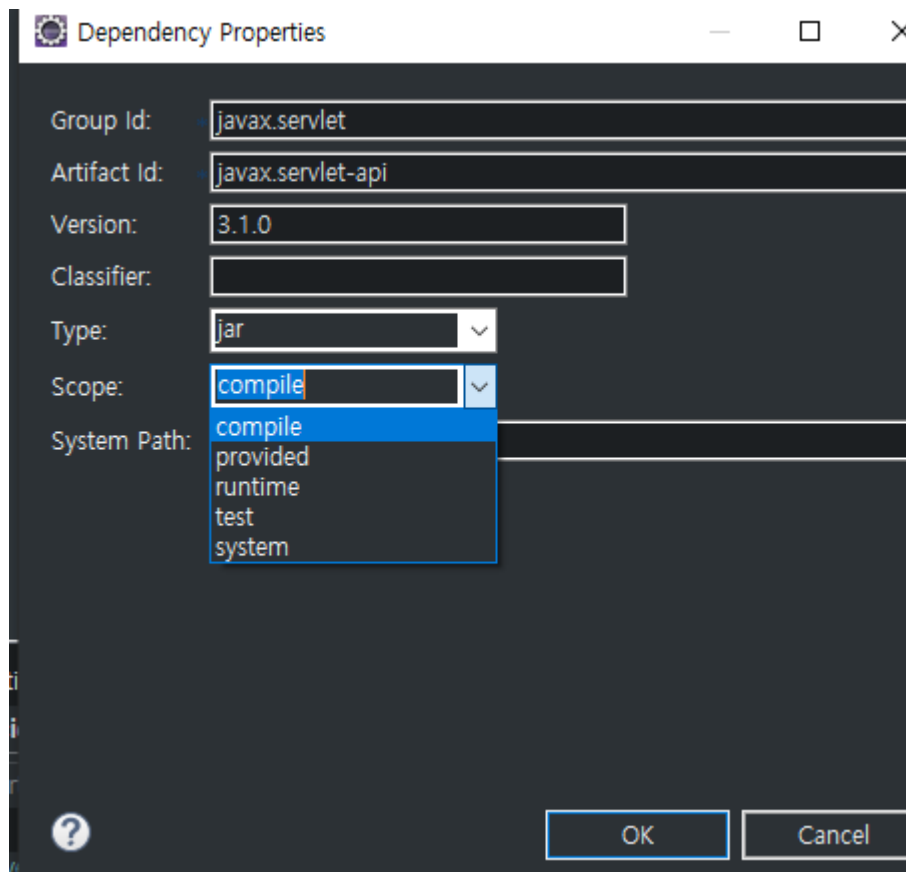 Dependency Properties
Group Id: javax.servlet
Artifact Id: javax.servlet-api
Version: 3.1.0
Classifier:
Type: jar
Scope: compile
compile
System Path:
provided
runtime
test
system
OK Cancel